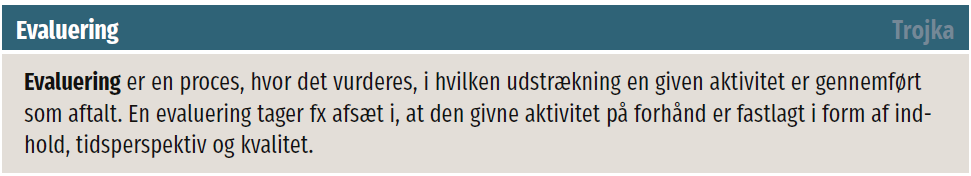 Evaluering Trojka
Evaluering er en proces, hvor det vurderes, i hvilken udstrækning en given aktivitet er gennemført
som aftalt. En evaluering tager fx afsæt i, at den givne aktivitet på forhånd er fastlagt i form af ind-
hold, tidsperspektiv og kvalitet.